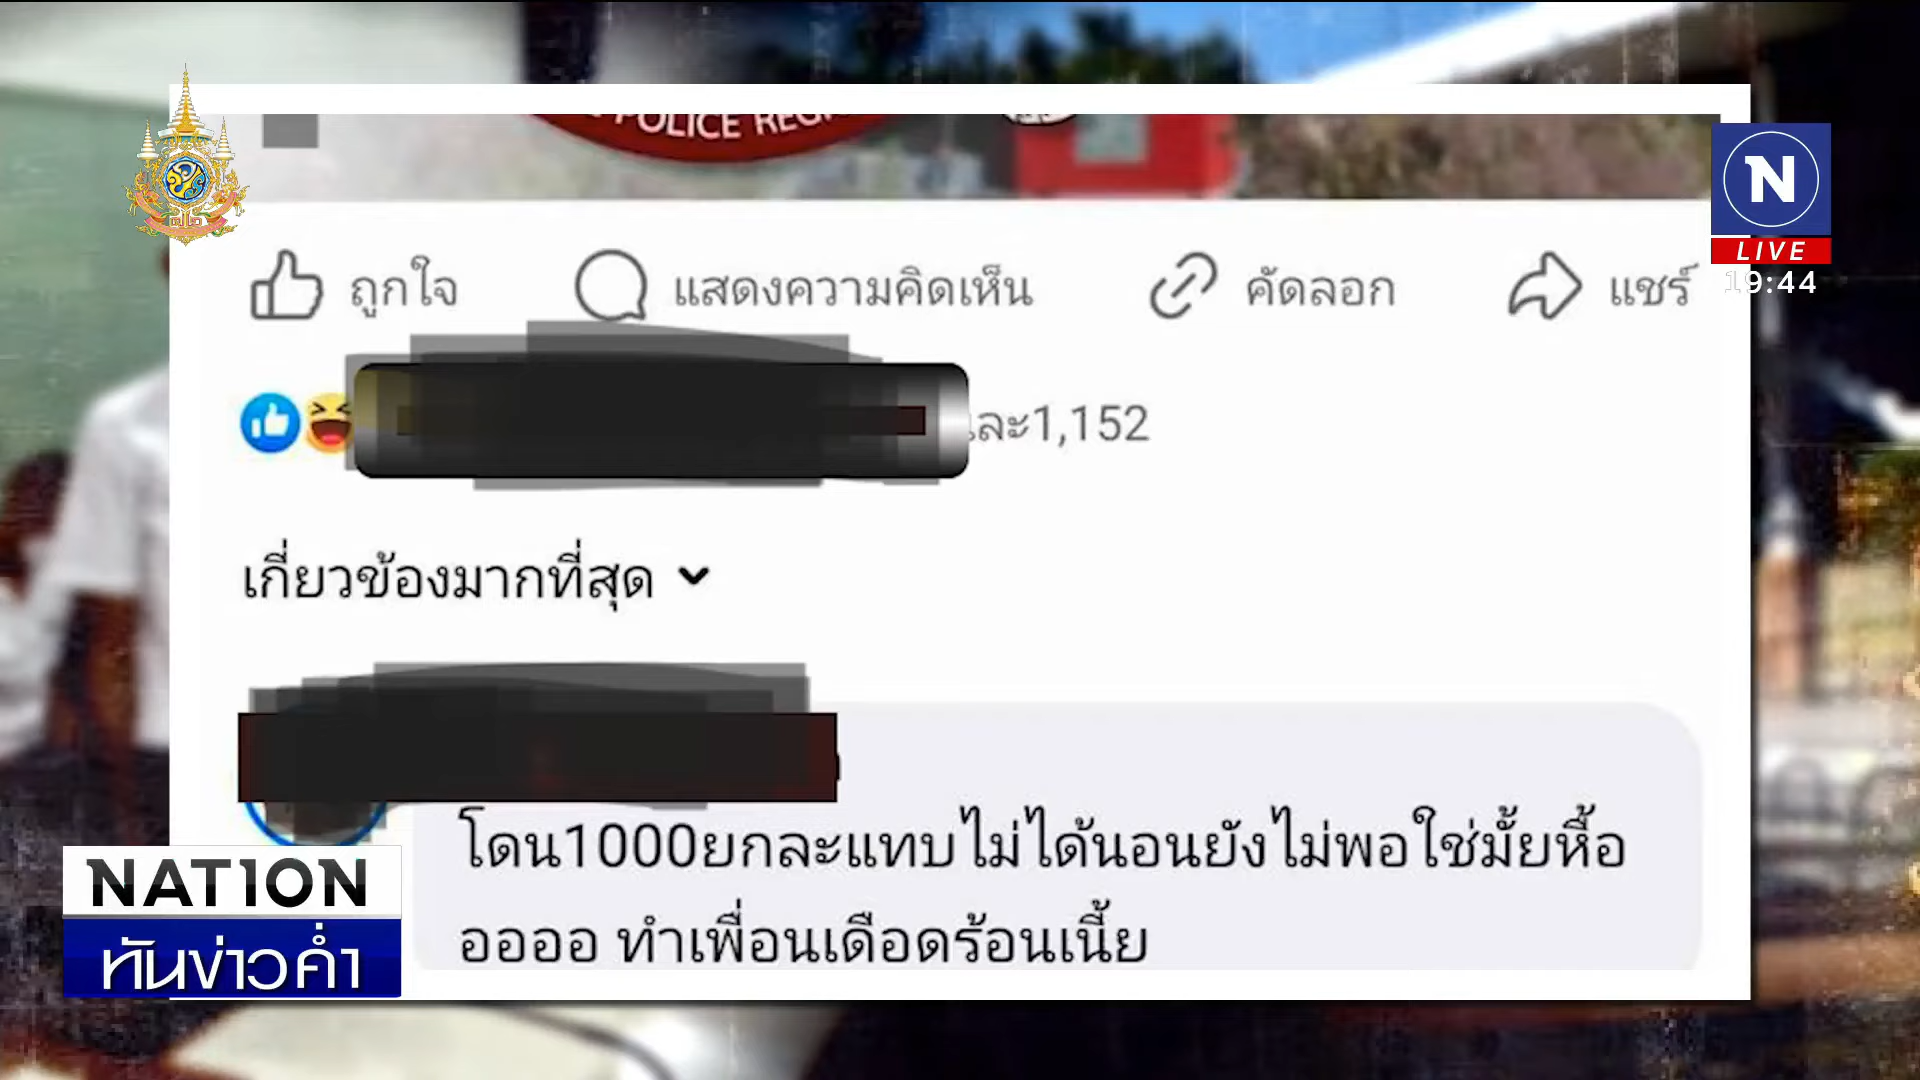 POLICE REG
N
LIVE
19:44
ถูกใจ
แสดงความคิดเห็น
คัดลอก
แชร์
และ1,152
เกี่ยวข้องมากที่สุด
โดน1000ยกละแทบไม่ได้นอนยังไม่พอใช่มั้ยหื้อ
ออออ ทำเพื่อนเดือดร้อนเนี้ย
NATION
ทันข่าวค่ำ